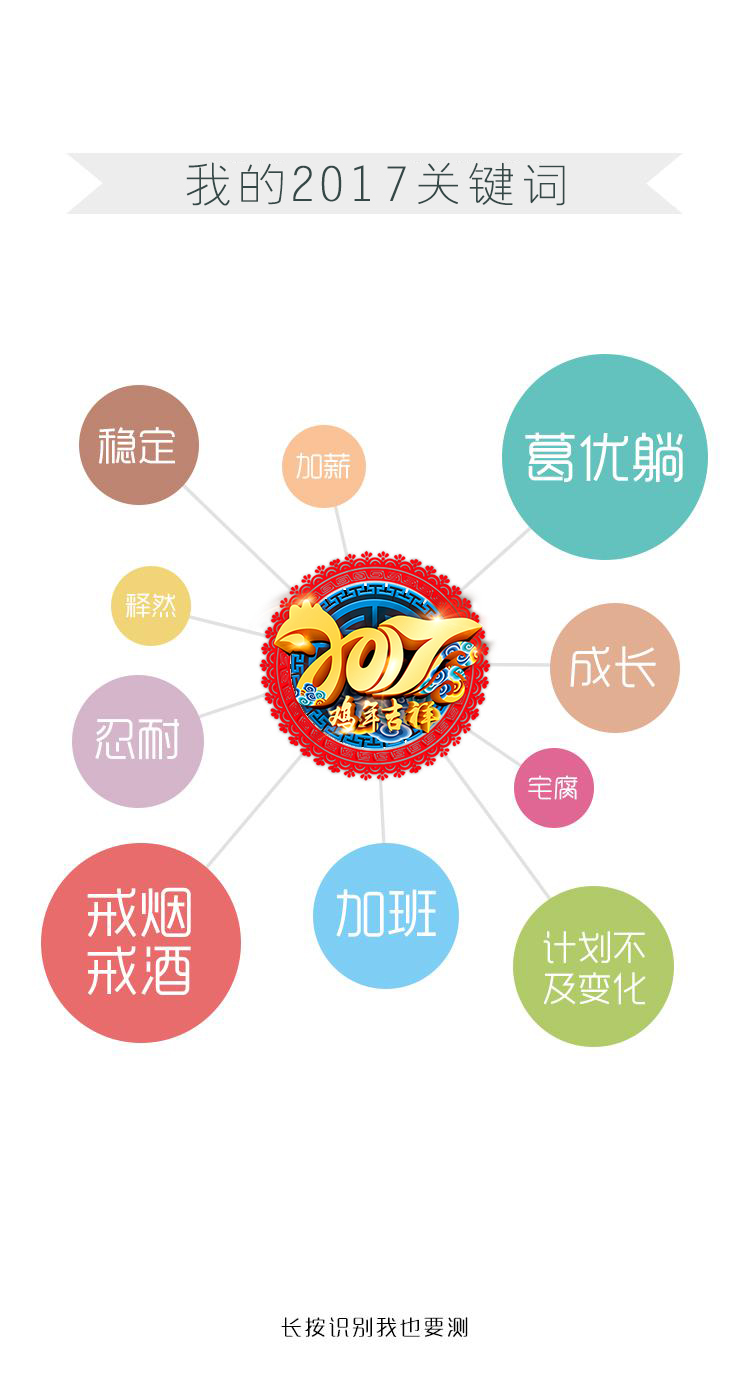 我的2017关键词
稳定
加薪
葛优躺
释然
2017
鸡年吉祥
成长
忍耐
宅腐
戒烟
戒酒
加班
计划不
及变化
长按识别我也要测